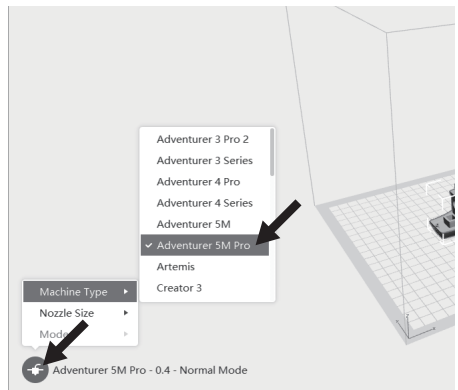 Adventurer 3 Pro 2
Adventurer 3 Series
Adventurer 4 Pro
Adventurer 4 Series
Adventurer 5M
Adventurer 5M Pro
Artemis
Creator 3
Machine Type
Nozzle Size
Mode
Adventurer 5M Pro - 0.4 - Normal Mode